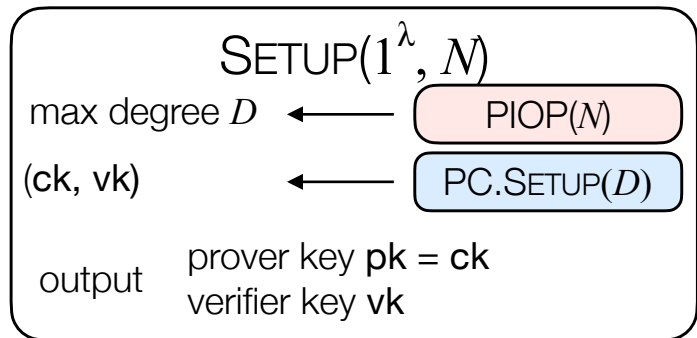 SETUP(1^λ, N)
max degree D ← PIOP(N)
(ck, vk) ← PC.SETUP(D)
output prover key pk = ck
verifier key vk